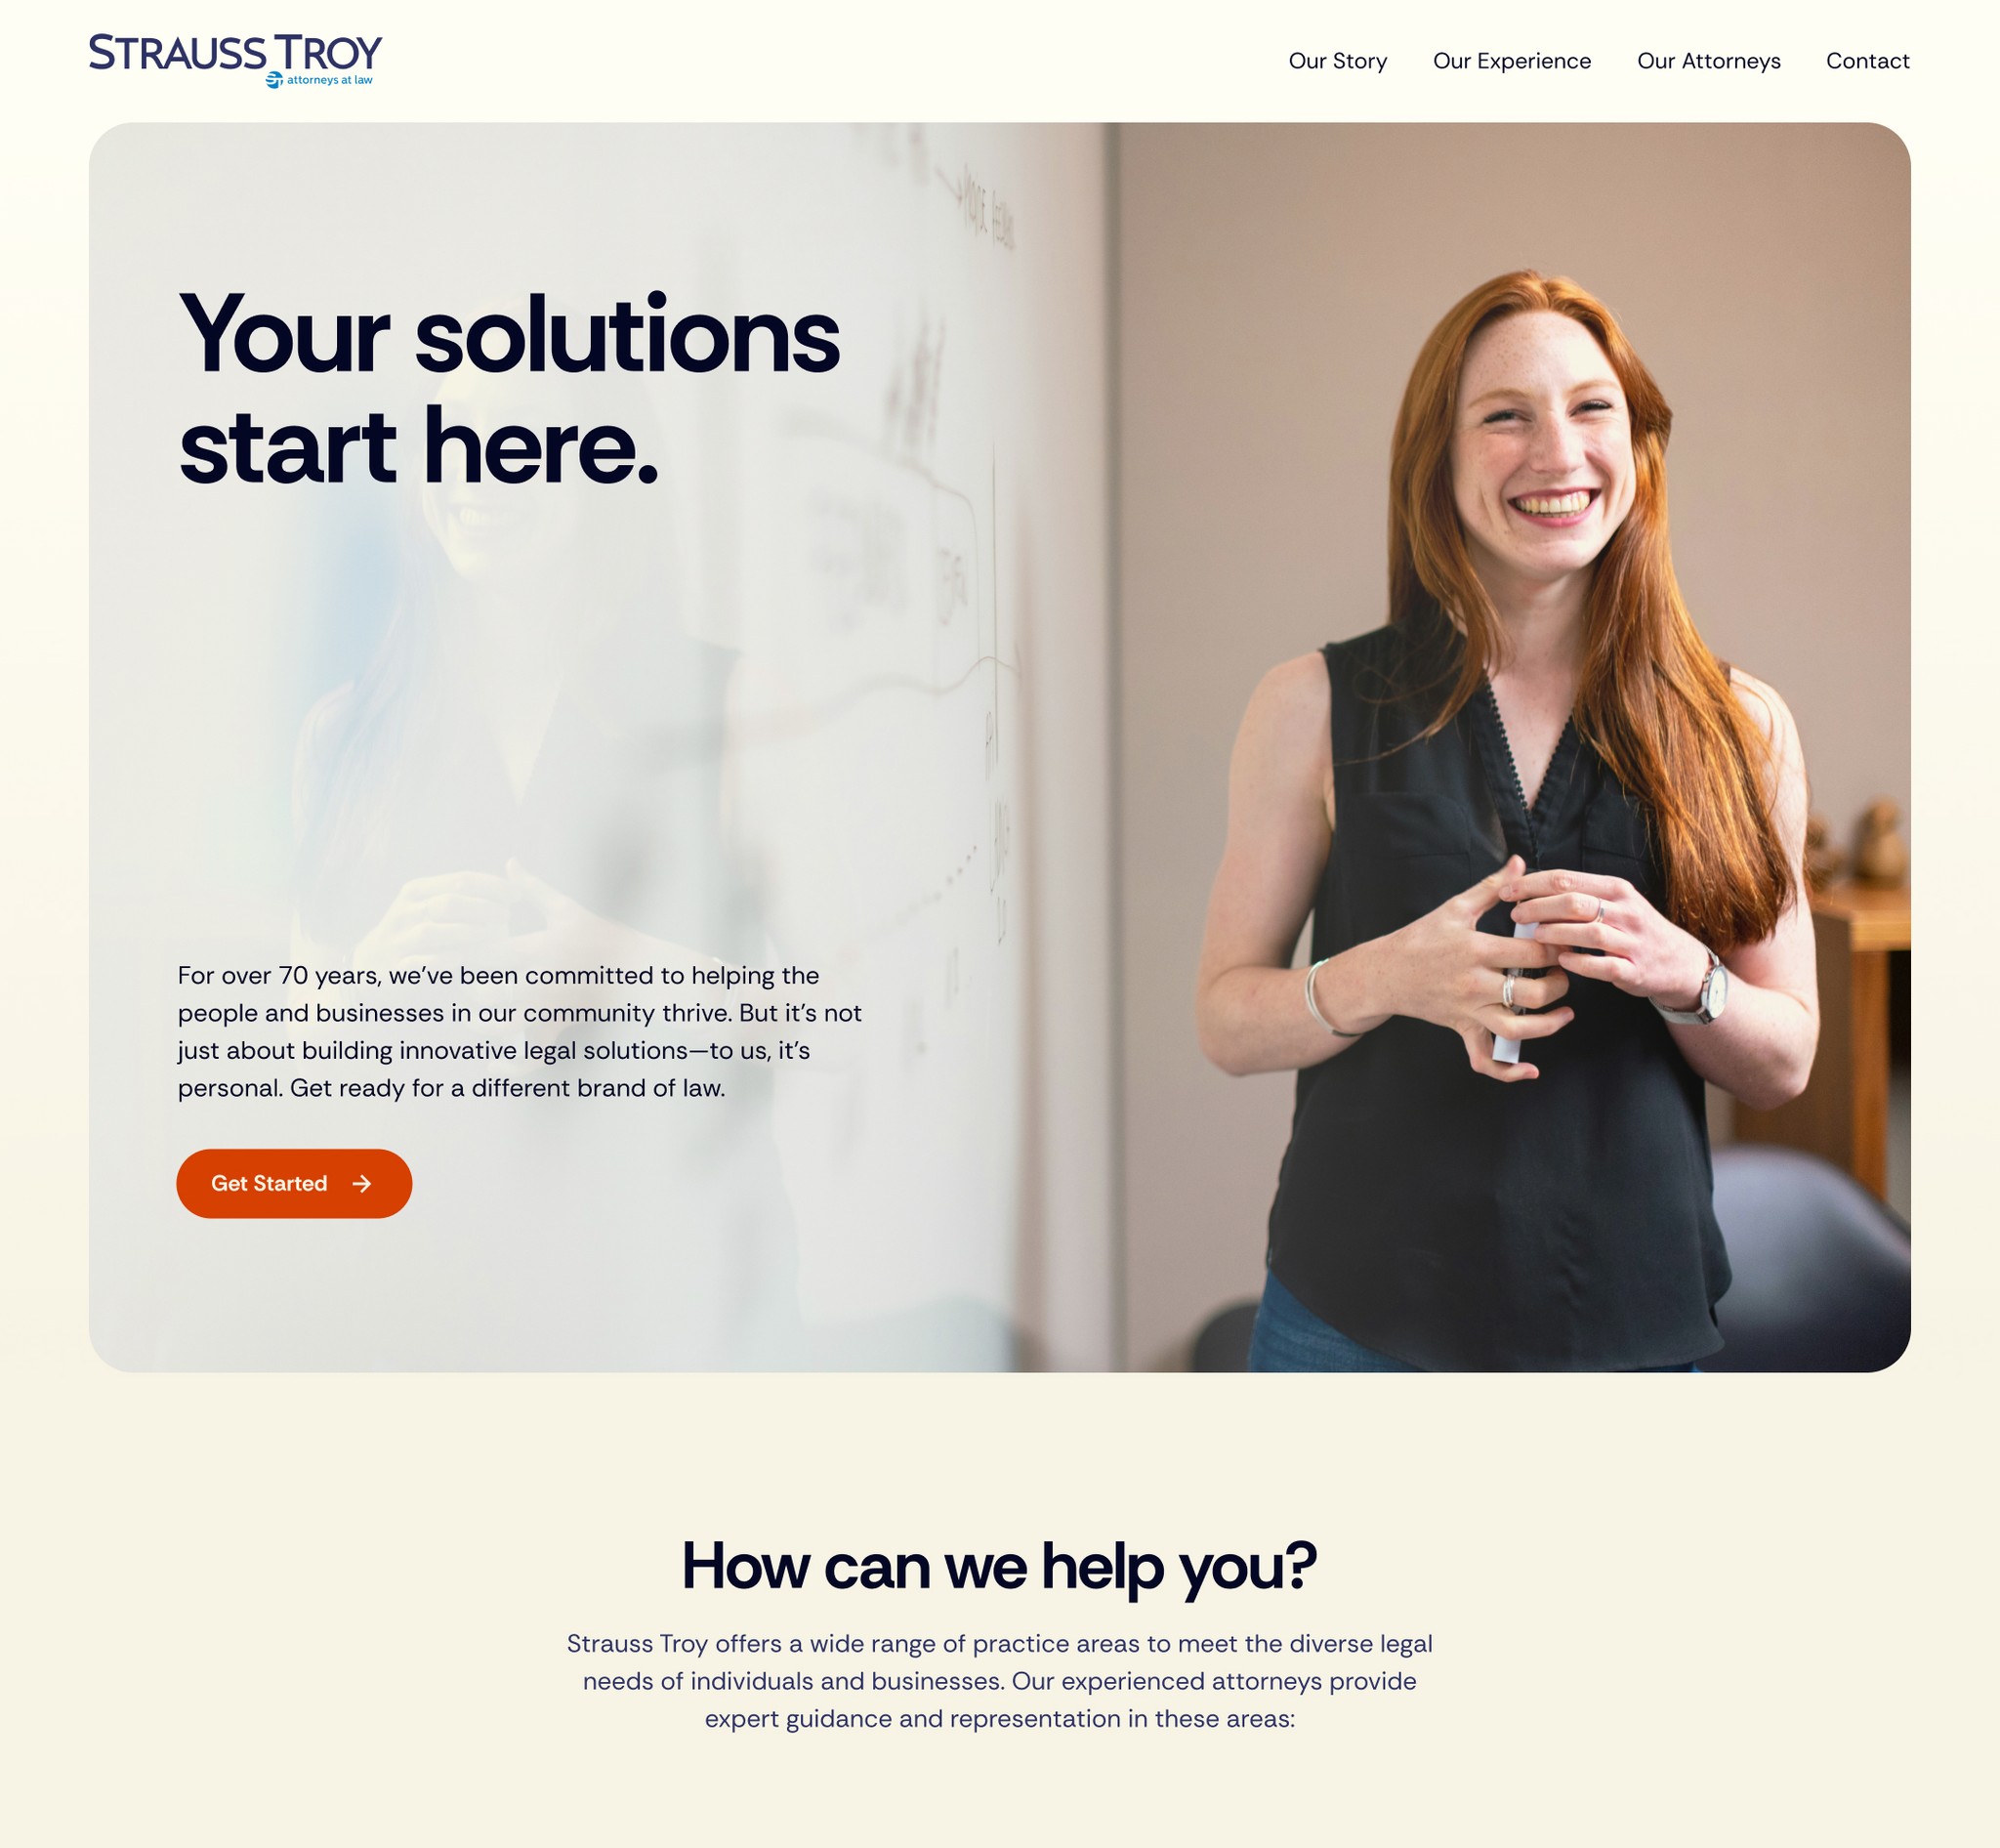 STRAUSS TROY
attorneys at law
Our Story
Our Experience
Our Attorneys
Contact
Your solutions
start here.
For over 70 years, we’ve been committed to helping the
people and businesses in our community thrive. But it’s not
just about building innovative legal solutions—to us, it’s
personal. Get ready for a different brand of law.
Get Started →
How can we help you?
Strauss Troy offers a wide range of practice areas to meet the diverse legal
needs of individuals and businesses. Our experienced attorneys provide
expert guidance and representation in these areas: